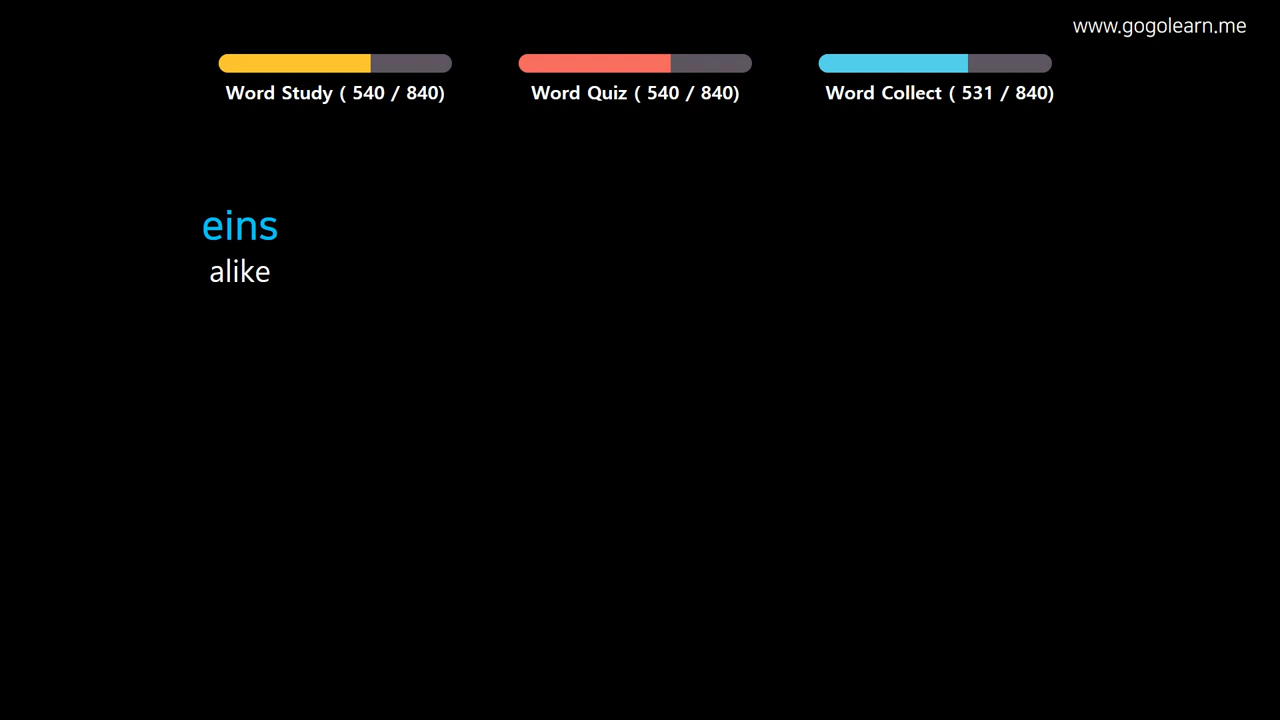 www.gogolearn.me
Word Study ( 540 / 840)
Word Quiz ( 540 / 840)
Word Collect ( 531 / 840)
eins
alike